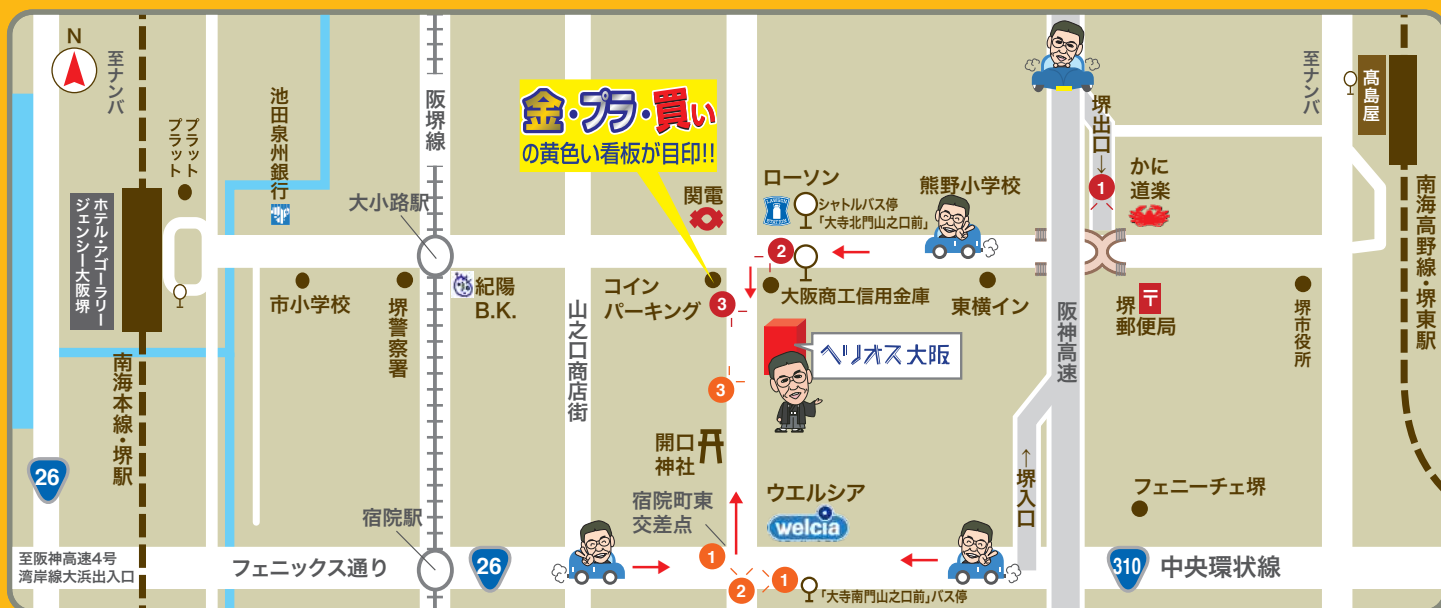 N
至ナンバ
プラット
プラット
池田泉州銀行
阪堺線
金・プラ・買い
の黄色い看板が目印!!
大小路駅
関電
ローソン
LAWSON
シャトルバス停
「大寺北門山之口前」
熊野小学校
堺出口→
1
かに
道楽
至ナンバ
髙島屋
南海高野線・堺東駅
ホテル・アゴーラリー
ジェンシー大阪堺
市小学校
堺警察署
紀陽
B.K.
コイン
パーキング
2
3
大阪商工信用金庫
東横イン
阪神高速
堺
郵便局
〒
堺市役所
山之口商店街
ヘリオス大阪
3
南海本線・堺駅
開口
神社
26
宿院駅
宿院町東
交差点
ウエルシア
welcia
↑堺入口
フェニーチェ堺
至阪神高速4号
湾岸線大浜出入口
フェニックス通り
26
1
2
1
「大寺南門山之口前」バス停
310
中央環状線